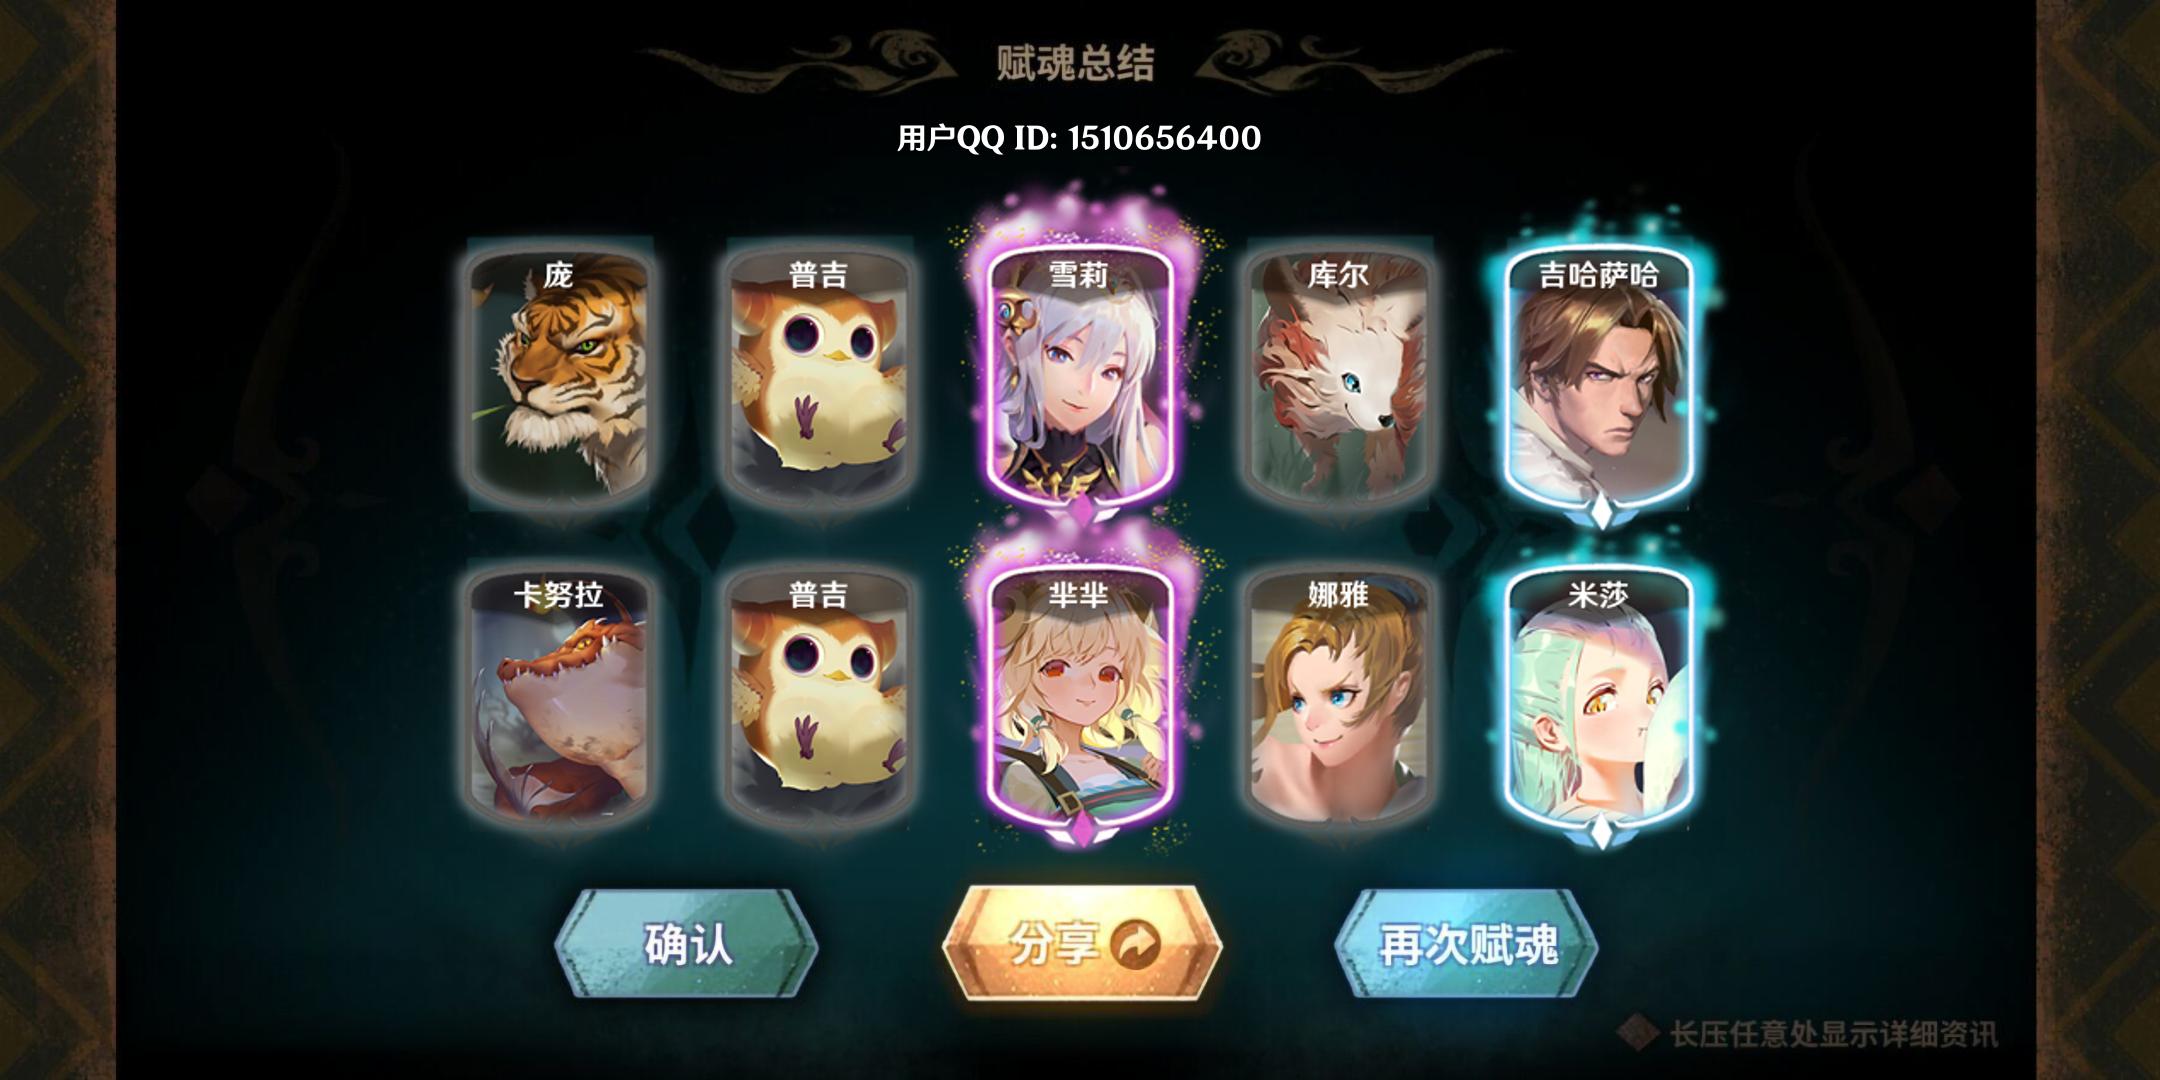 赋魂总结
用户QQ ID: 1510656400
庞
普吉
雪莉
库尔
吉哈萨哈
卡努拉
普吉
芈芈
娜雅
米莎
确认
分享
再次赋魂
长压任意处显示详细资讯